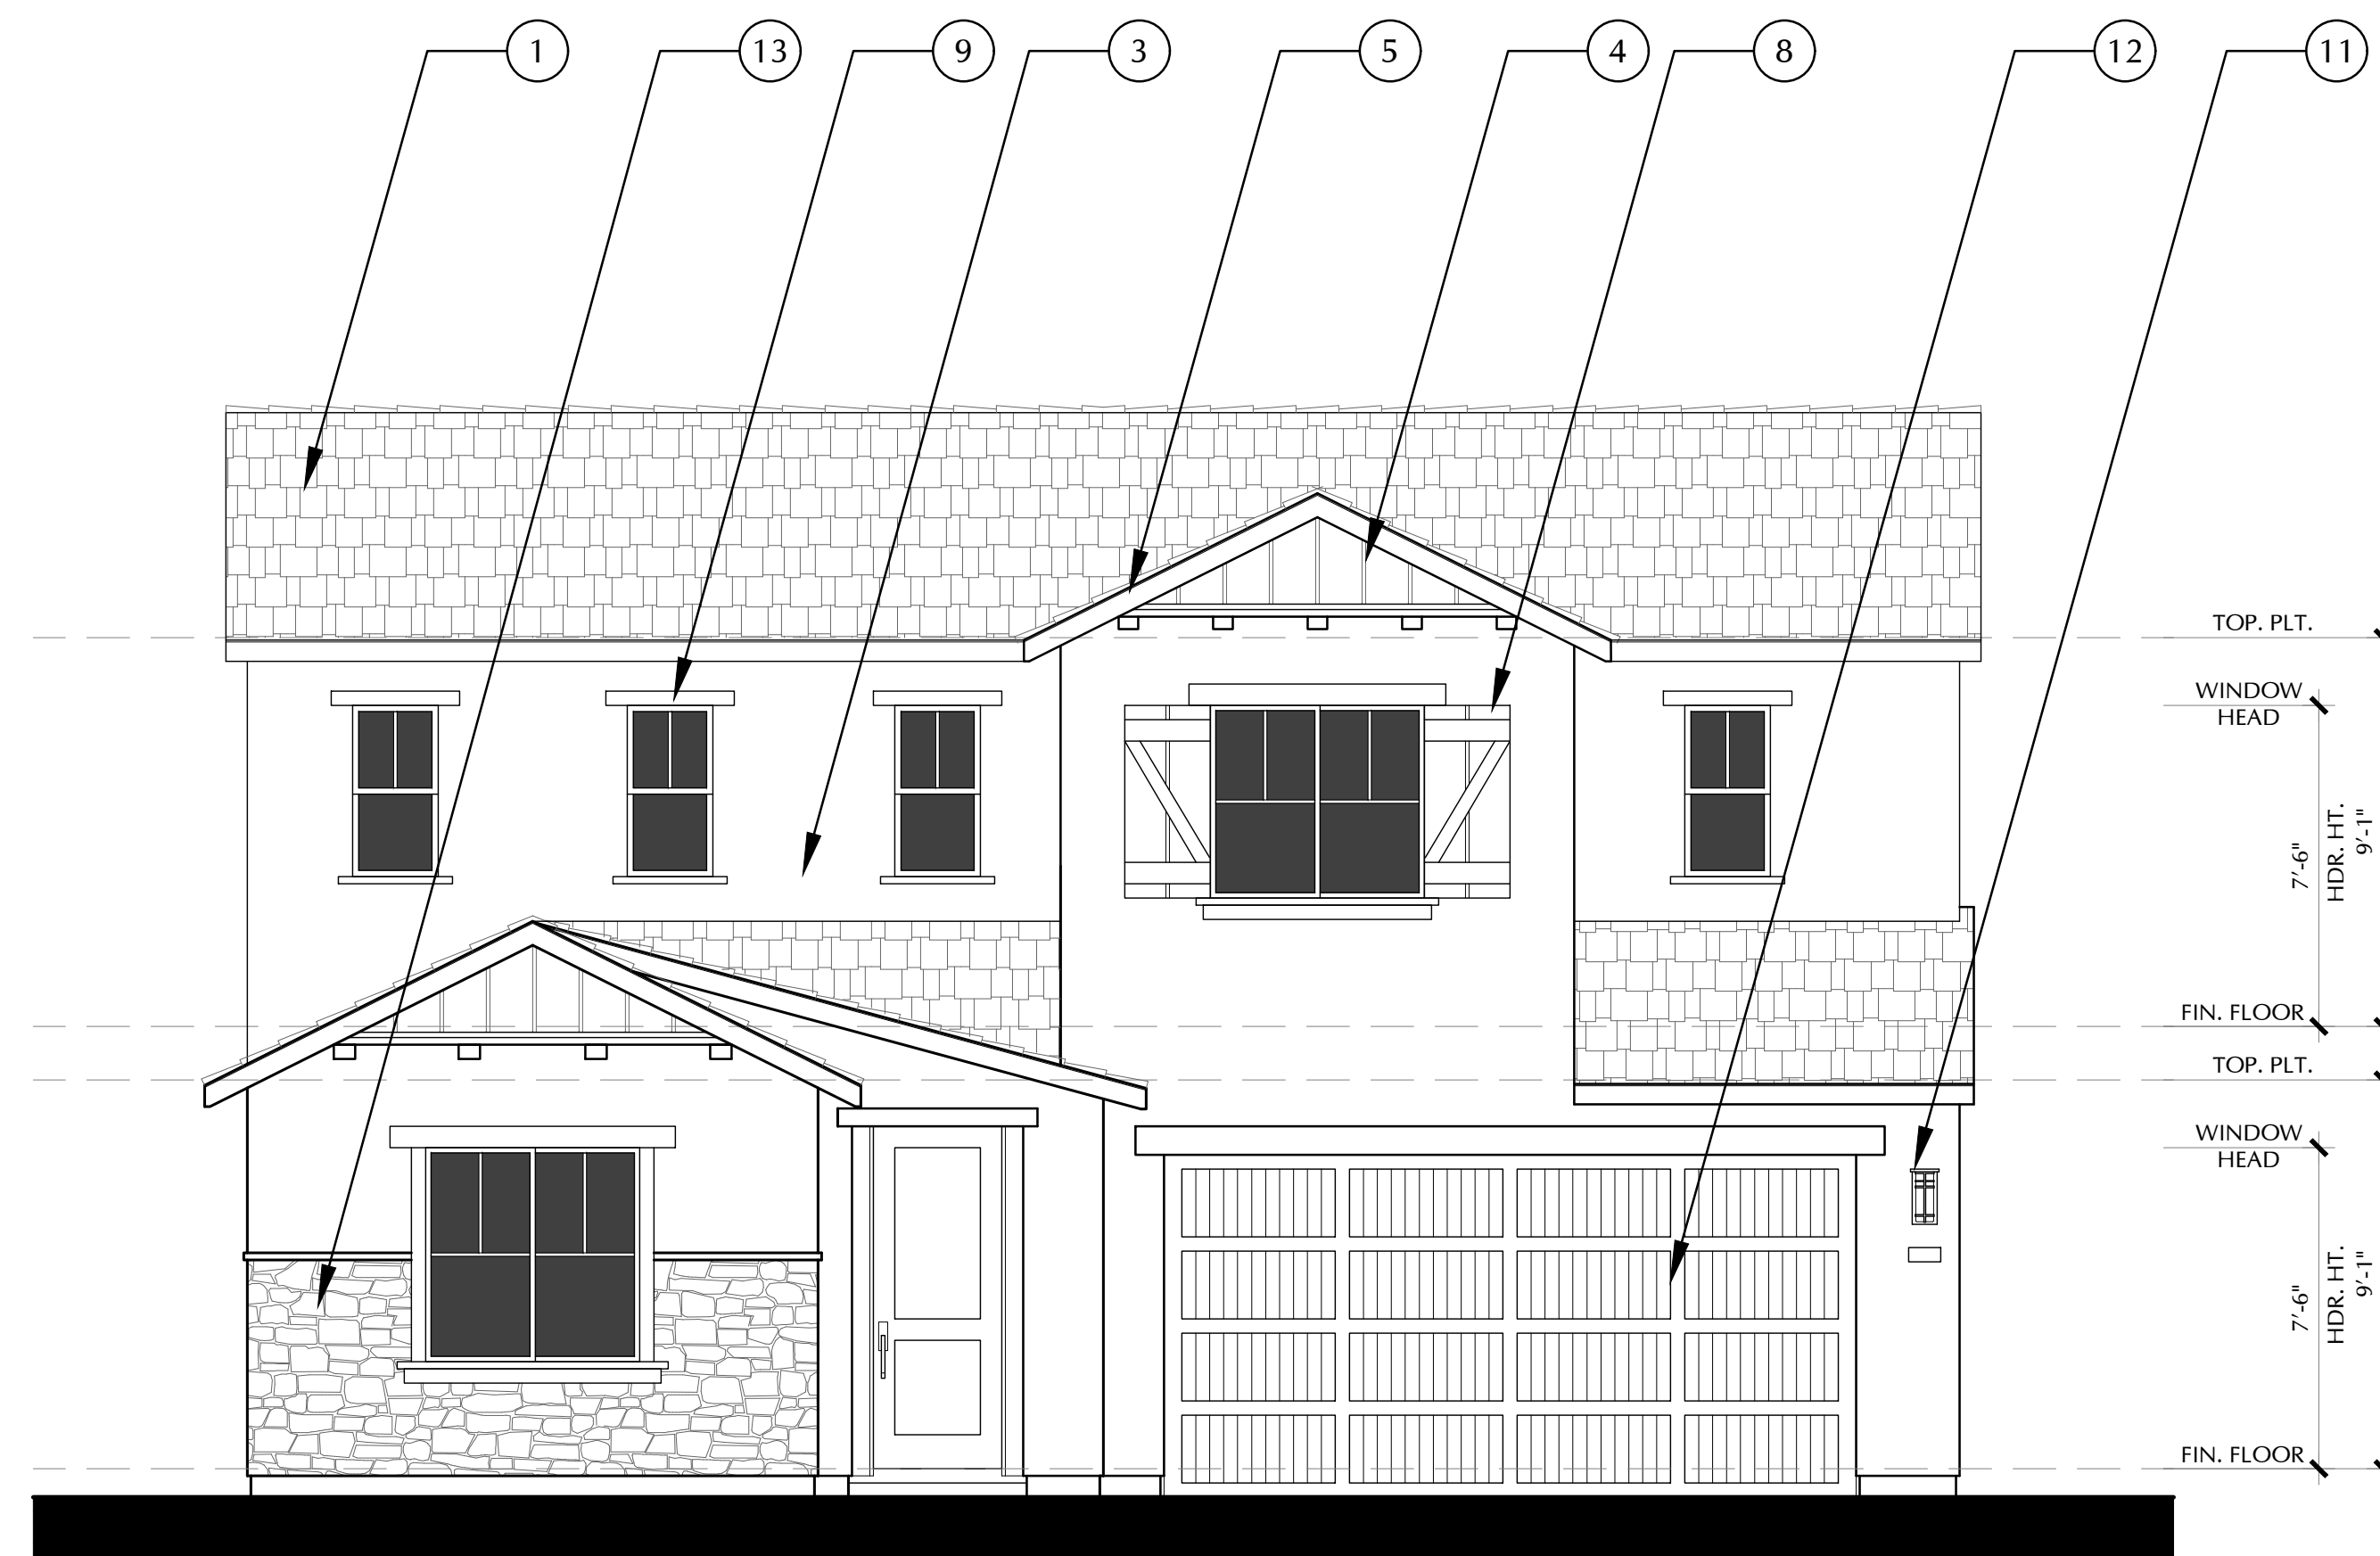 1
13
9
3
5
4
8
12
11
TOP. PLT.
WINDOW
HEAD
7'-6"
HDR. HT.
9'-1"
FIN. FLOOR
TOP. PLT.
WINDOW
HEAD
7'-6"
HDR. HT.
9'-1"
FIN. FLOOR